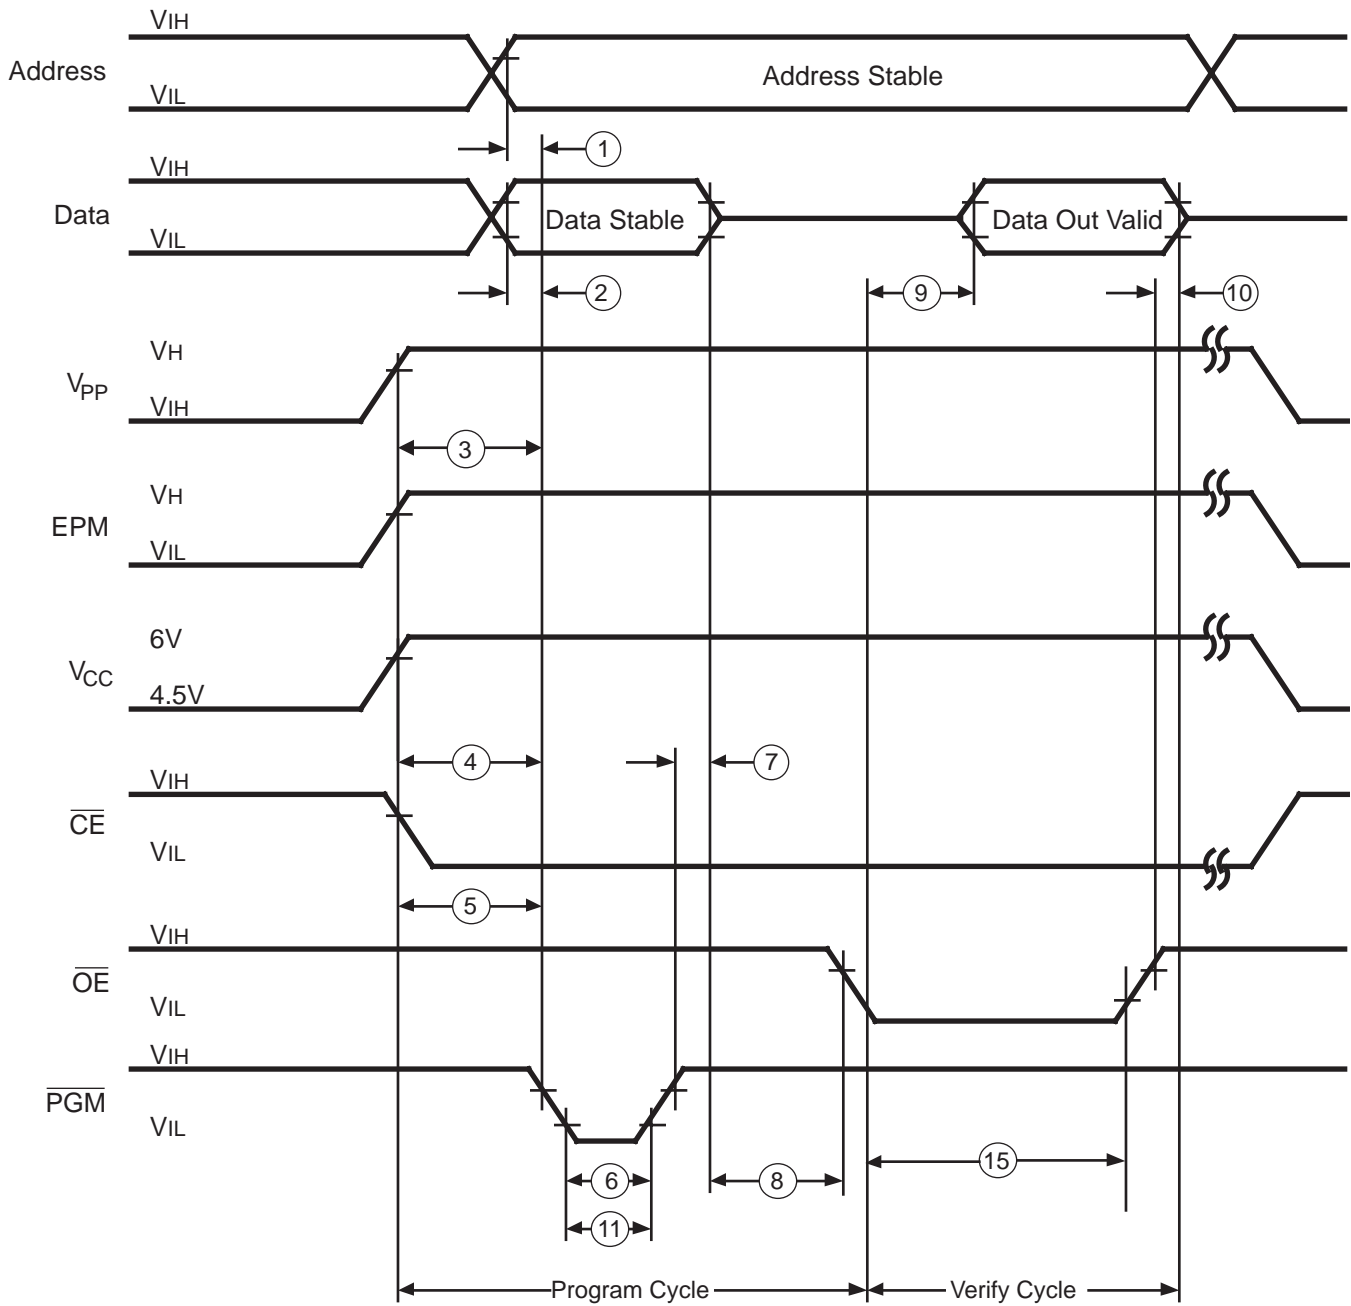 VIH
Address
Address Stable
VIL
1
VIH
Data
Data Stable
Data Out Valid
VIL
2
9
10
VH
VPP
VIH
3
VH
EPM
VIL
6V
VCC
4.5V
4
7
VIH
CE
VIL
5
VIH
OE
VIL
VIH
PGM
VIL
15
6
8
11
Program Cycle
Verify Cycle